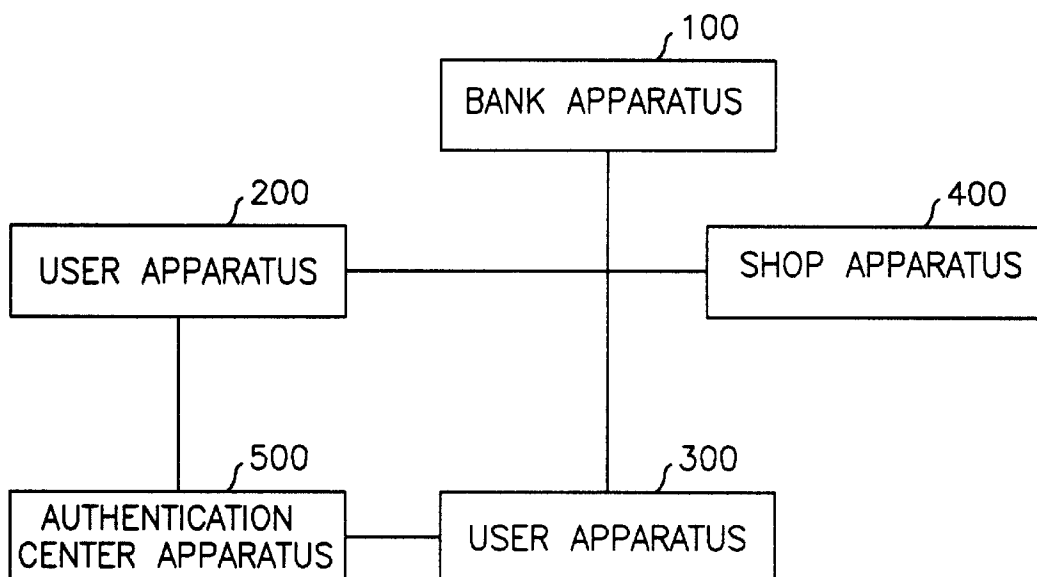 100
BANK APPARATUS
200
USER APPARATUS
400
SHOP APPARATUS
500
AUTHENTICATION
CENTER APPARATUS
300
USER APPARATUS